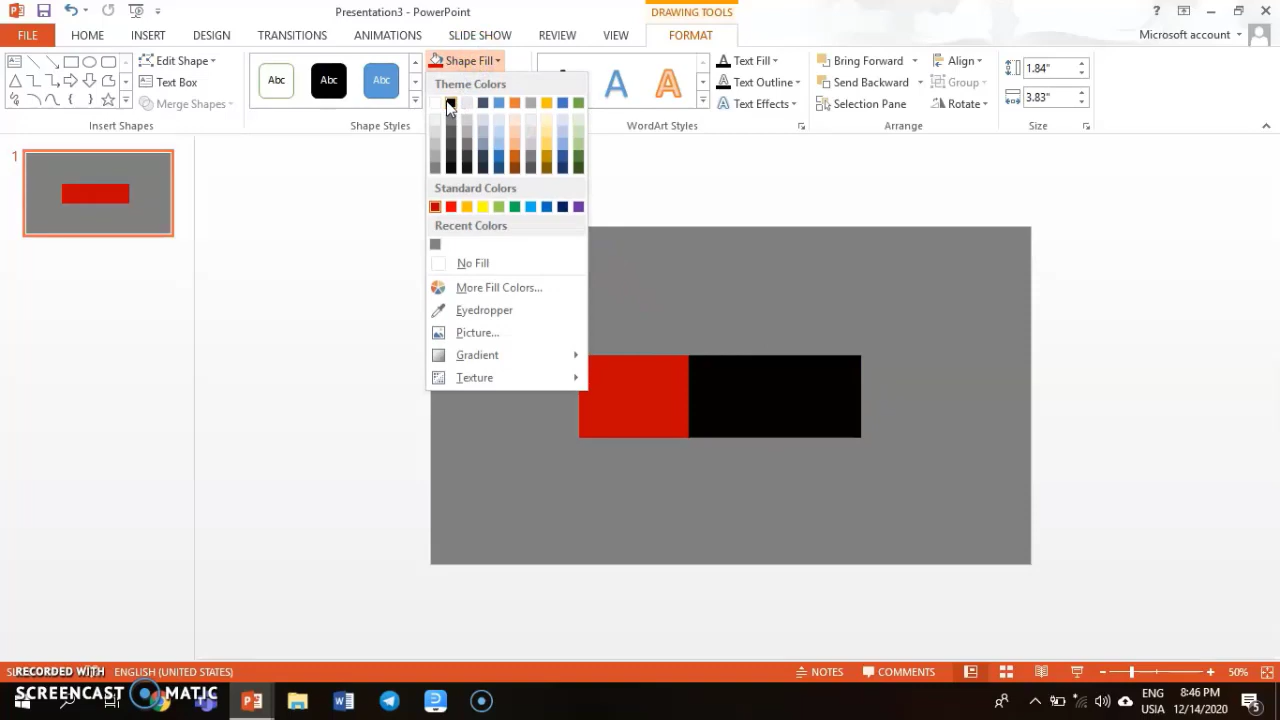 Presentation3 - PowerPoint
DRAWING TOOLS
FILE HOME INSERT DESIGN TRANSITIONS ANIMATIONS SLIDE SHOW REVIEW VIEW FORMAT
Microsoft account
Edit Shape
Text Box
Merge Shapes
Insert Shapes
Abc Abc Abc
Shape Styles
Shape Fill
A A
WordArt Styles
Text Fill
Text Outline
Text Effects
Bring Forward
Send Backward
Selection Pane
Align
Group
Rotate
Arrange
1.84"
3.83"
Size
Theme Colors
Standard Colors
Recent Colors
No Fill
More Fill Colors...
Eyedropper
Picture...
Gradient
Texture
1
RECORDED WITH
SCREENCAST MATIC
ENGLISH (UNITED STATES)
NOTES COMMENTS 50%
ENG
USIA
8:46 PM
12/14/2020
5